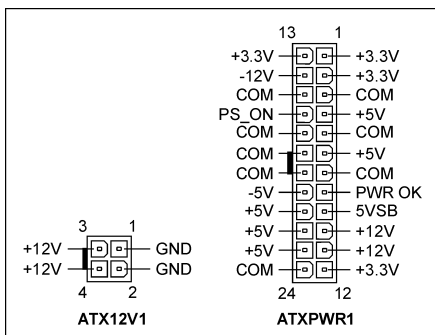 13 1
+3.3V +3.3V
-12V +3.3V
COM COM
PS_ON +5V
COM COM
COM +5V
COM COM
-5V PWR OK
+5V 5VSB
+5V +12V
+5V +12V
COM +3.3V
24 12
ATXPWR1
3 1
+12V GND
+12V GND
4 2
ATX12V1